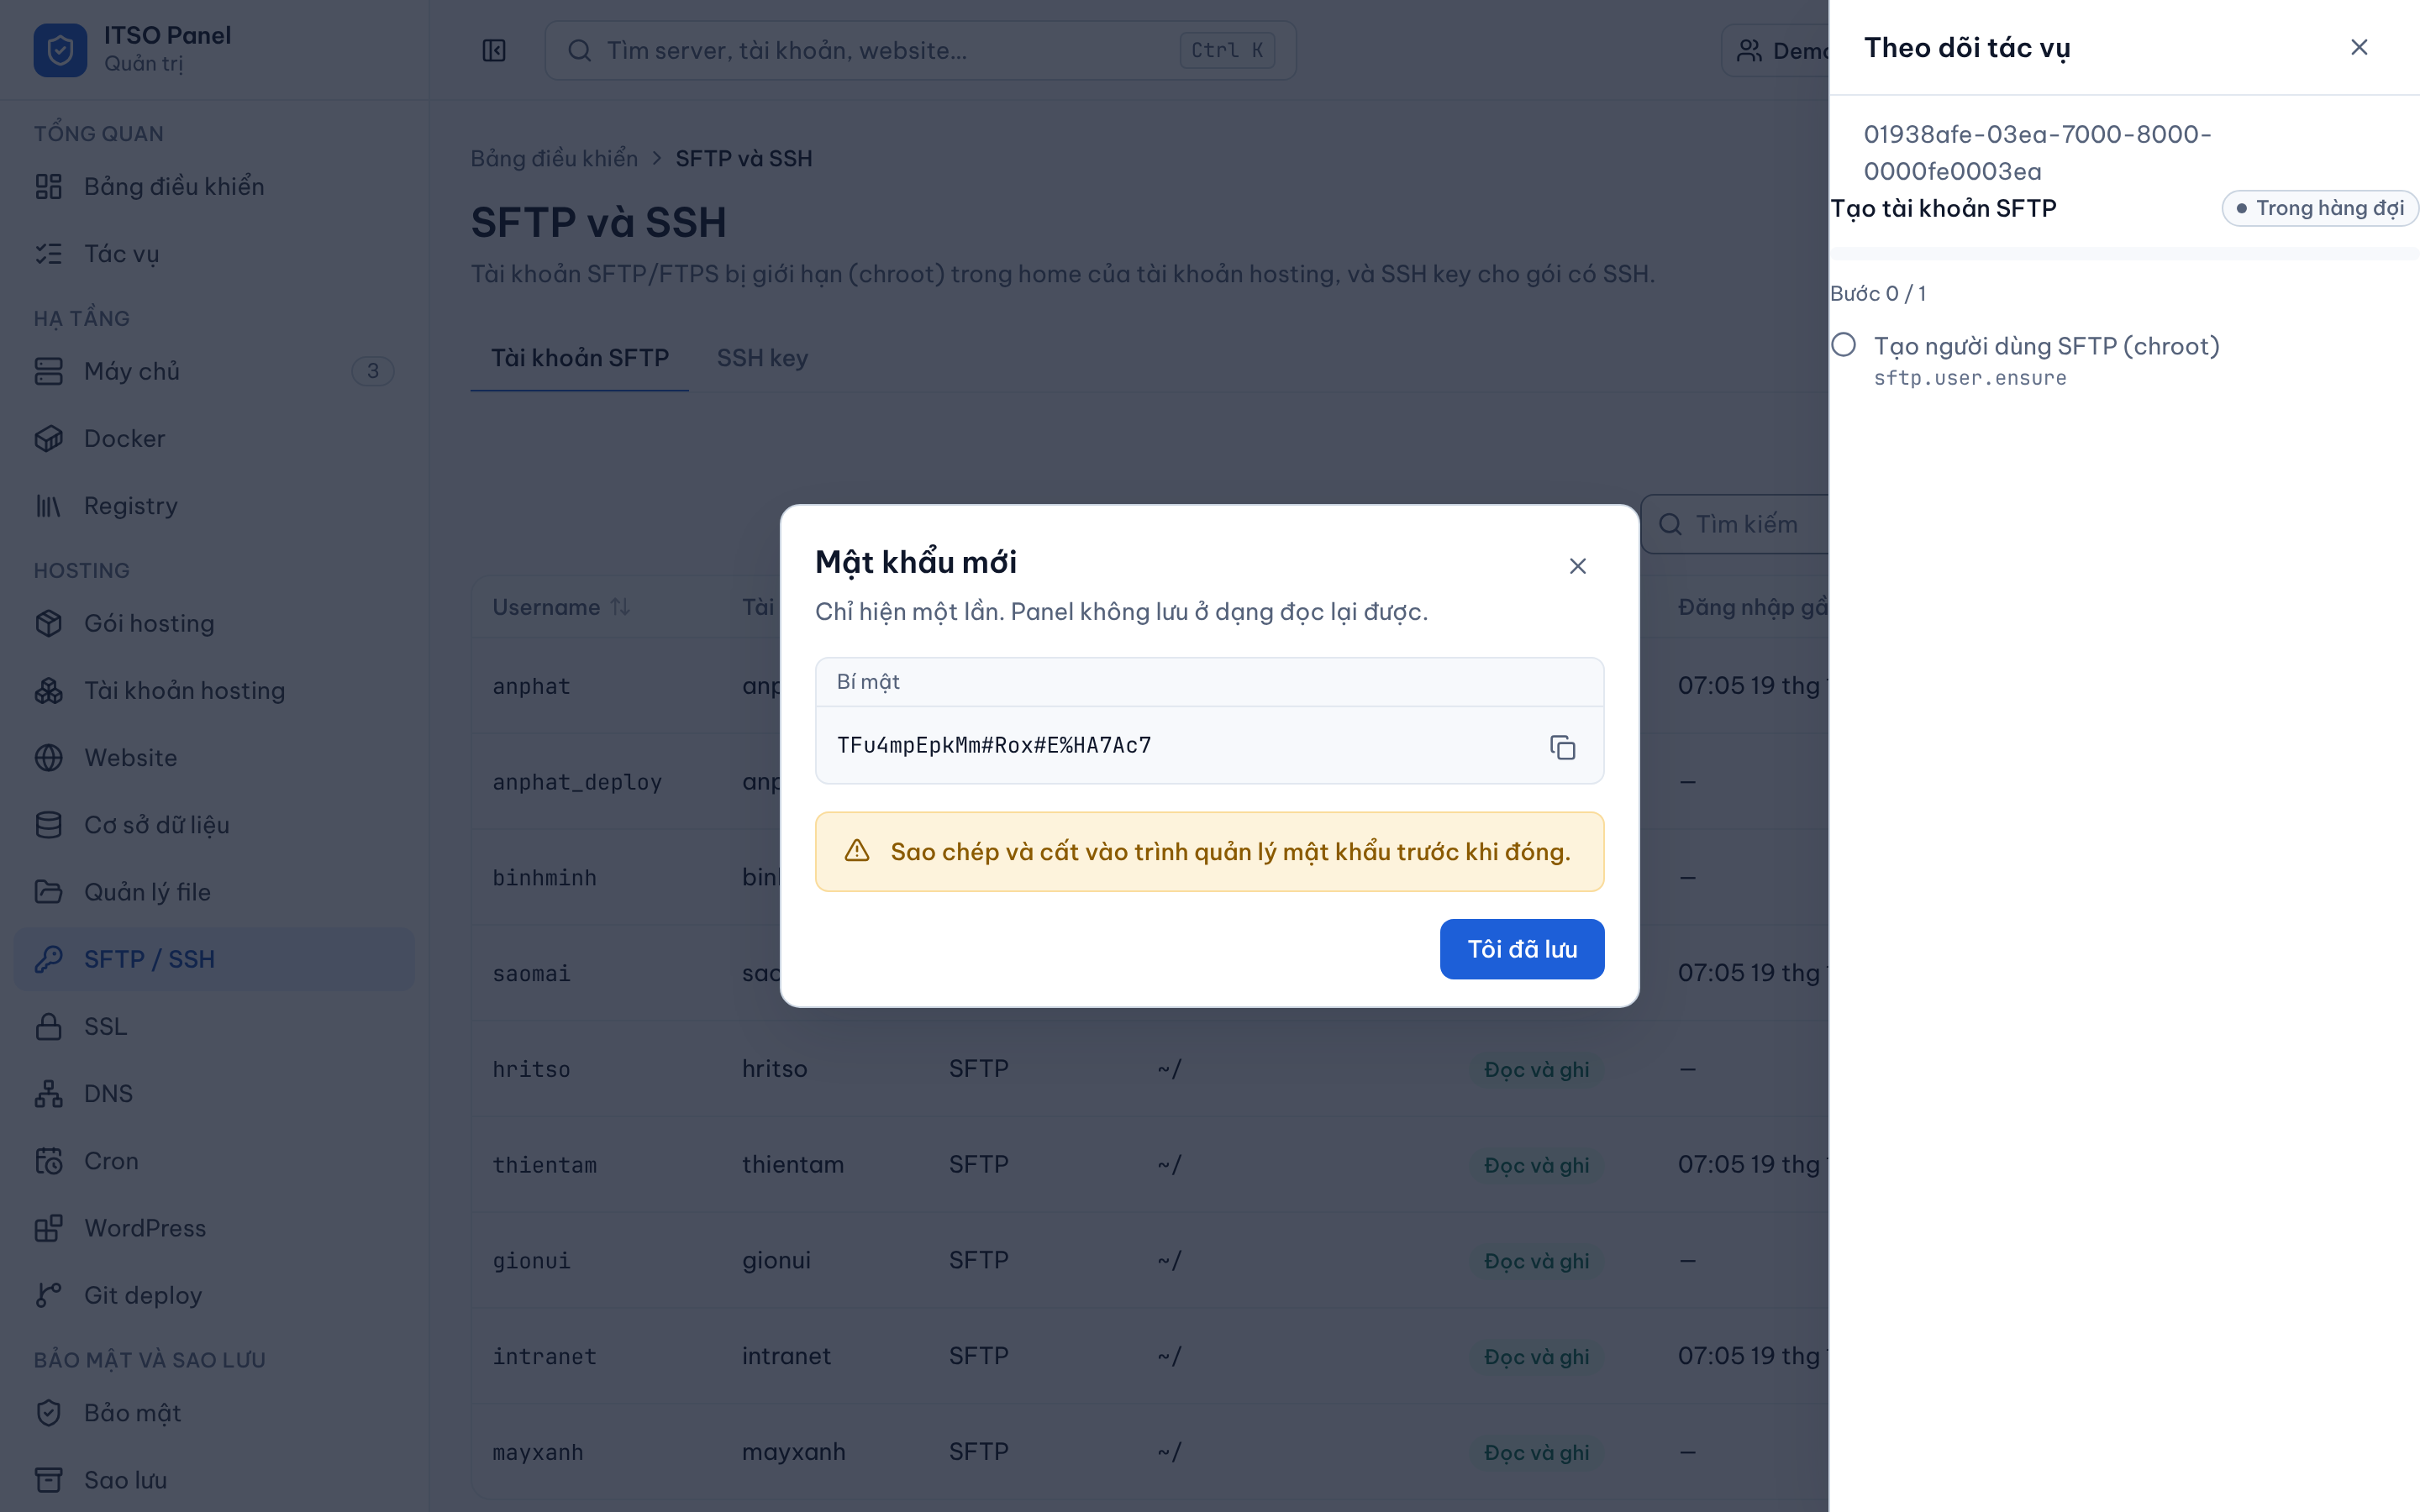 ITSO Panel
Quản trị
TỔNG QUAN
Bảng điều khiển
Tác vụ
HẠ TẦNG
Máy chủ 3
Docker
Registry
HOSTING
Gói hosting
Tài khoản hosting
Website
Cơ sở dữ liệu
Quản lý file
SFTP / SSH
SSL
DNS
Cron
WordPress
Git deploy
BẢO MẬT VÀ SAO LƯU
Bảo mật
Sao lưu
Tìm server, tài khoản, website... Ctrl K
Bảng điều khiển > SFTP và SSH
SFTP và SSH
Tài khoản SFTP/FTPS bị giới hạn (chroot) trong home của tài khoản hosting, và SSH key cho gói có SSH.
Tài khoản SFTP SSH key
Tìm kiếm
Username Tài Đăng nhập
anphat 07:05 19 thg
anphat_deploy —
binhminh —
saomai 07:05 19 thg
hritso hritso SFTP ~/ Đọc và ghi —
thientam thientam SFTP ~/ Đọc và ghi 07:05 19 thg
gionui gionui SFTP ~/ Đọc và ghi —
intranet intranet SFTP ~/ Đọc và ghi 07:05 19 thg
mayxanh mayxanh SFTP ~/ Đọc và ghi —
Mật khẩu mới
Chỉ hiện một lần. Panel không lưu ở dạng đọc lại được.
Bí mật
TFu4mpEpkMm#Rox#E%HA7Ac7
Sao chép và cất vào trình quản lý mật khẩu trước khi đóng.
Tôi đã lưu
Theo dõi tác vụ
01938afe-03ea-7000-8000-
0000fe0003ea
Tạo tài khoản SFTP Trong hàng đợi
Bước 0 / 1
Tạo người dùng SFTP (chroot)
sftp.user.ensure